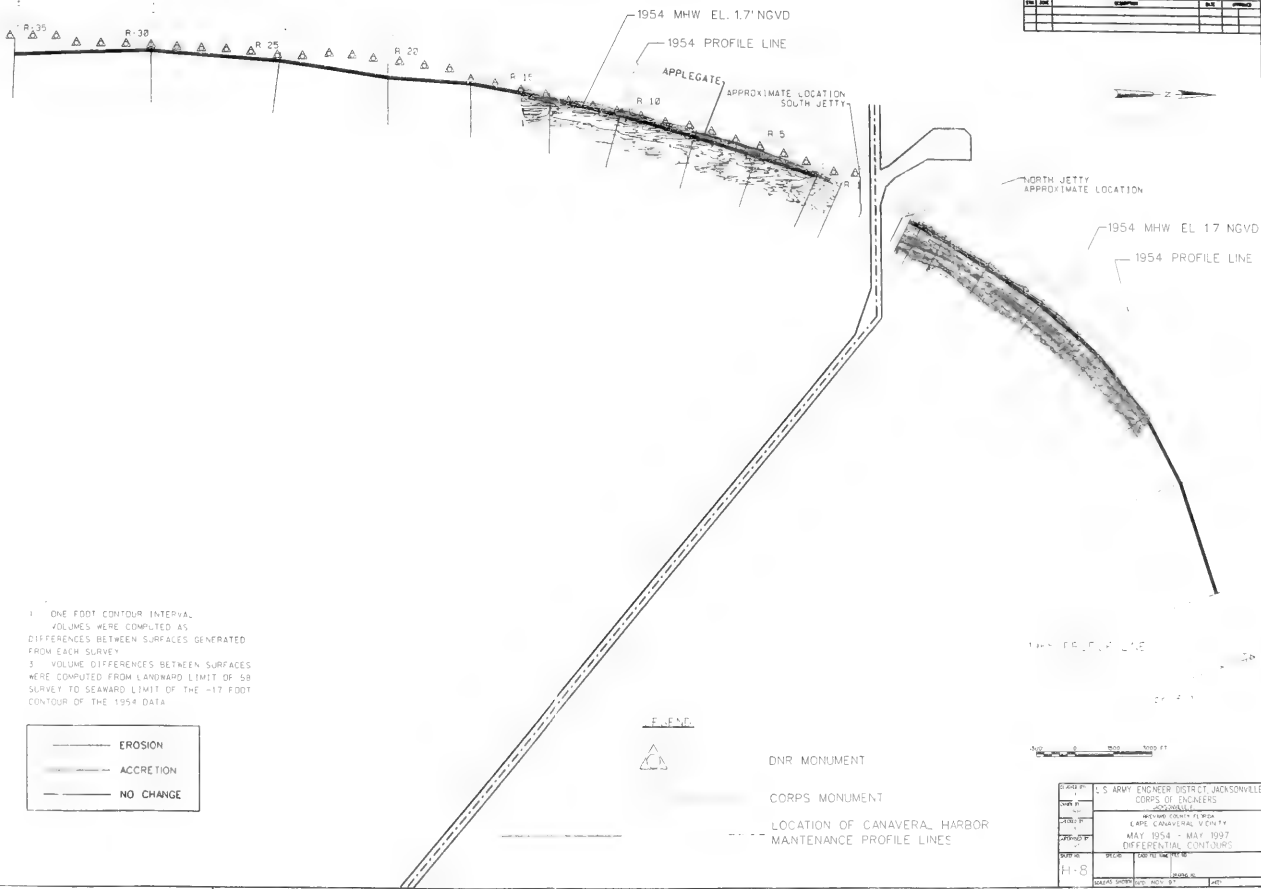 R-35
R-30
R 25
R 20
R 15
R 10
R 5
R 1
1954 MHW EL. 1.7' NGVD
1954 PROFILE LINE
APPLEGATE
APPROXIMATE LOCATION
SOUTH JETTY
Z
NORTH JETTY
APPROXIMATE LOCATION
1954 MHW EL 17 NGVD
1954 PROFILE LINE
1 ONE FOOT CONTOUR INTERVAL
VOLUMES WERE COMPUTED AS
DIFFERENCES BETWEEN SURFACES GENERATED
FROM EACH SURVEY
3 VOLUME DIFFERENCES BETWEEN SURFACES
WERE COMPUTED FROM LANDWARD LIMIT OF 58
SURVEY TO SEAWARD LIMIT OF THE -17 FOOT
CONTOUR OF THE 1954 DATA
EROSION
ACCRETION
NO CHANGE
LEGEND
DNR MONUMENT
CORPS MONUMENT
LOCATION OF CANAVERAL HARBOR
MAINTENANCE PROFILE LINES
U S ARMY ENGINEER DISTRICT, JACKSONVILLE
CORPS OF ENGINEERS
BREVARD COUNTY FLORIDA
CAPE CANAVERAL VICINITY
MAY 1954 - MAY 1997
DIFFERENTIAL CONTOURS
H-8